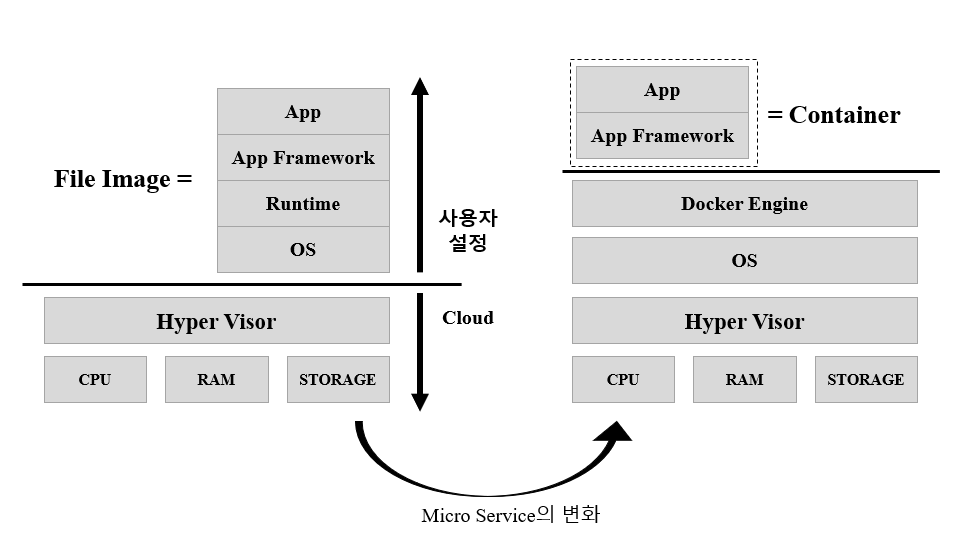 File Image =
App
App Framework
Runtime
OS
Hyper Visor
CPU
RAM
STORAGE
사용자
설정
Cloud
App
App Framework
= Container
Docker Engine
OS
Hyper Visor
CPU
RAM
STORAGE
Micro Service의 변화